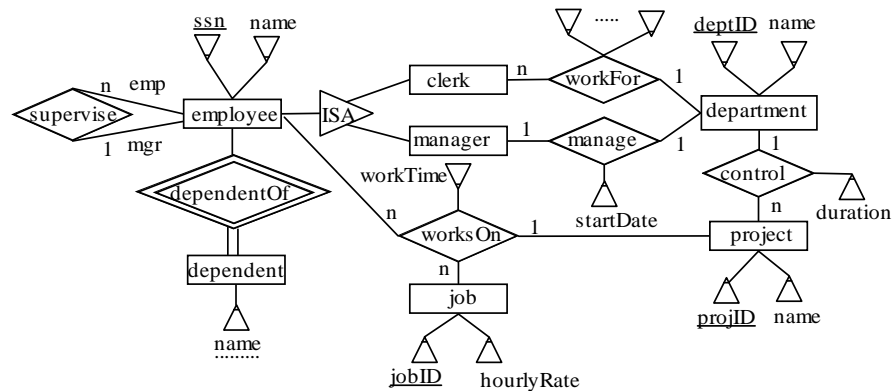 ssn
name
.....
deptID
name
n
emp
clerk
n
workFor
1
supervise
employee
ISA
department
1
mgr
manager
1
manage
1
1
dependentOf
workTime
control
startDate
n
duration
n
worksOn
1
project
dependent
n
job
name
projID
name
jobID
hourlyRate